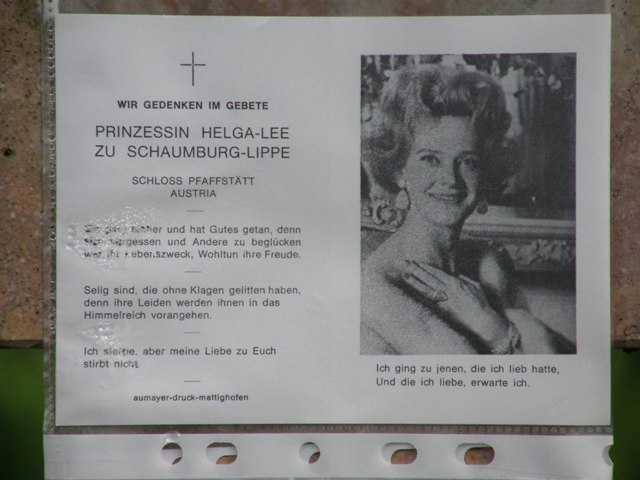 WIR GEDENKEN IM GEBETE
PRINZESSIN HELGA-LEE
ZU SCHAUMBURG-LIPPE
SCHLOSS PFAFFSTÄTT
AUSTRIA
und hat Gutes getan, denn
vergessen und Andere zu beglücken
war ihr Lebenszweck, Wohltun ihre Freude.
Selig sind, die ohne Klagen gelitten haben,
denn ihre Leiden werden ihnen in das
Himmelreich vorangehen.
Ich sterbe, aber meine Liebe zu Euch
stirbt nicht.
aumayer-druck-mattighofen
Ich ging zu jenen, die ich lieb hatte,
Und die ich liebe, erwarte ich.